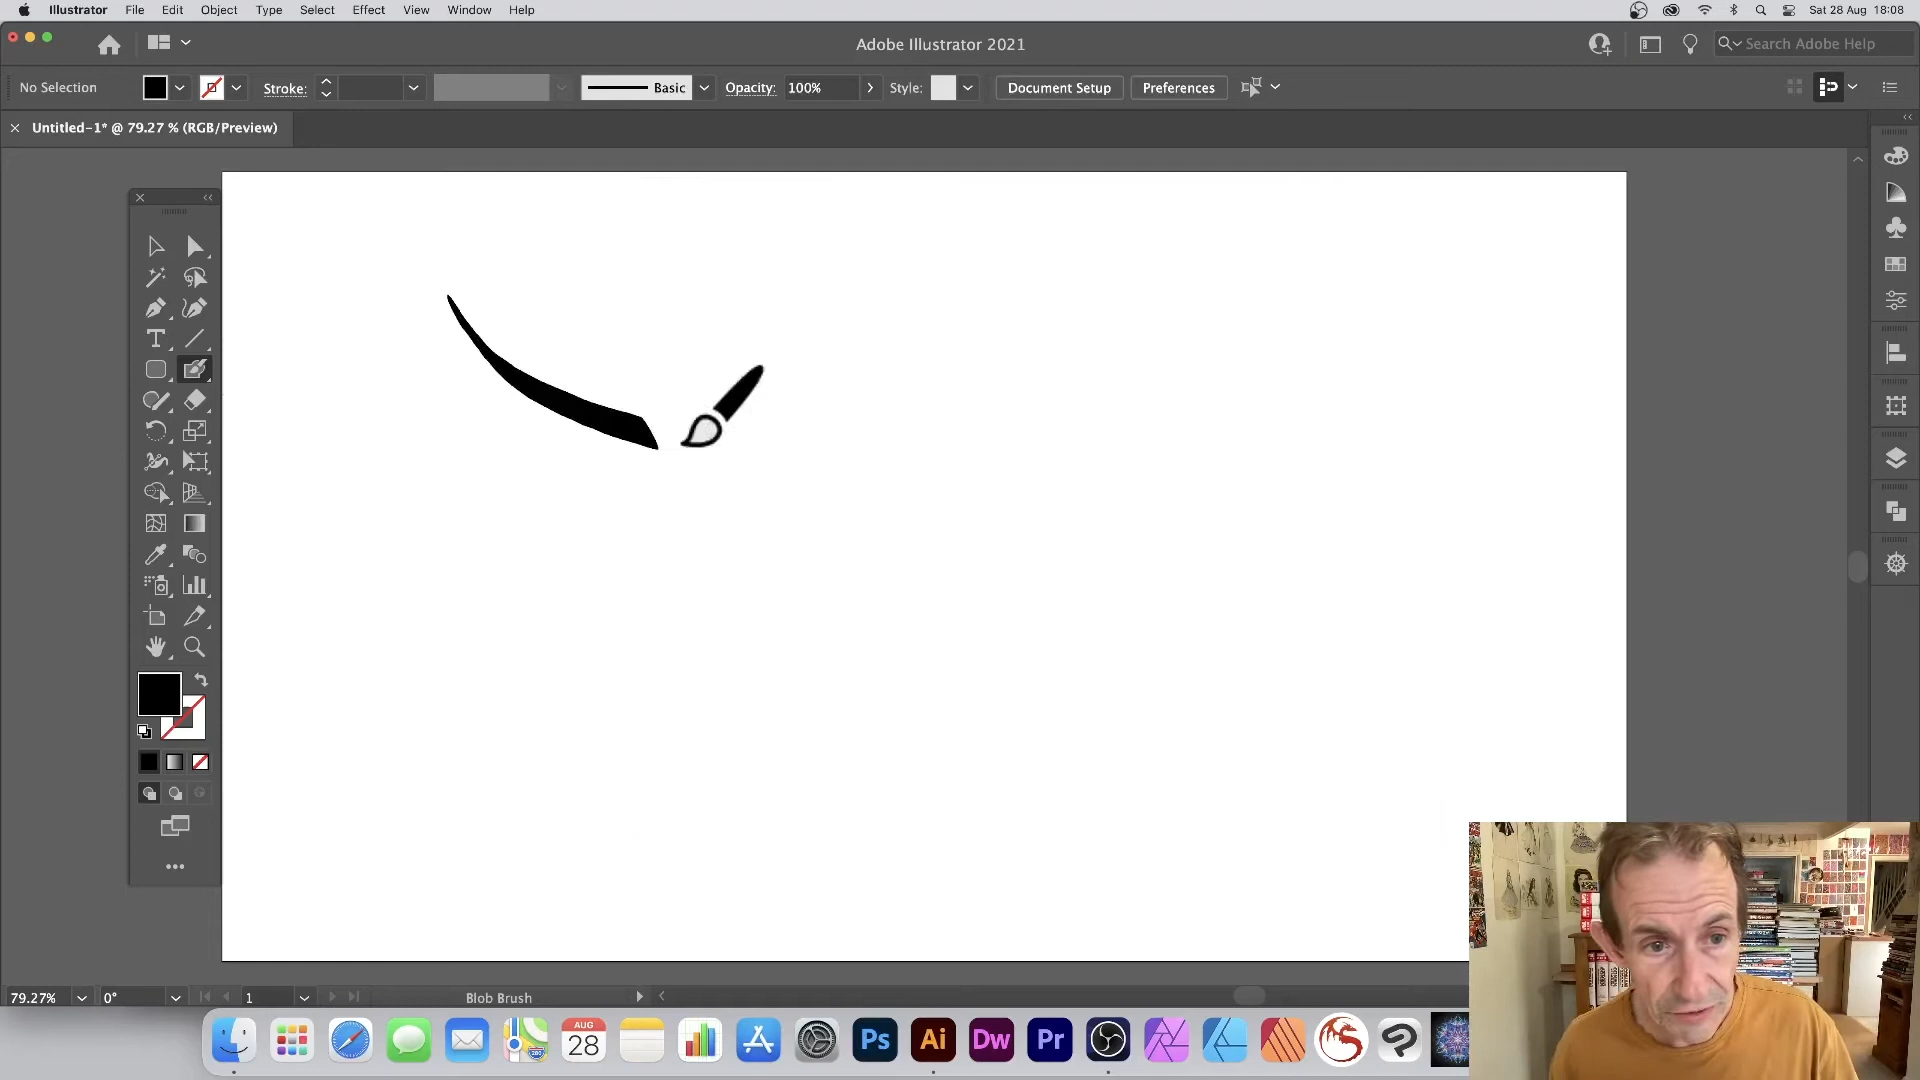 Illustrator File Edit Object Type Select Effect View Window Help Sat 28 Aug 18:08
Adobe Illustrator 2021
Search Adobe Help
No Selection Stroke: Basic Opacity: 100% Style: Document Setup Preferences
Untitled-1* @ 79.27 % (RGB/Preview)
79.27% 0° 1 Blob Brush
AUG
28
280
Ps Ai Dw Pr